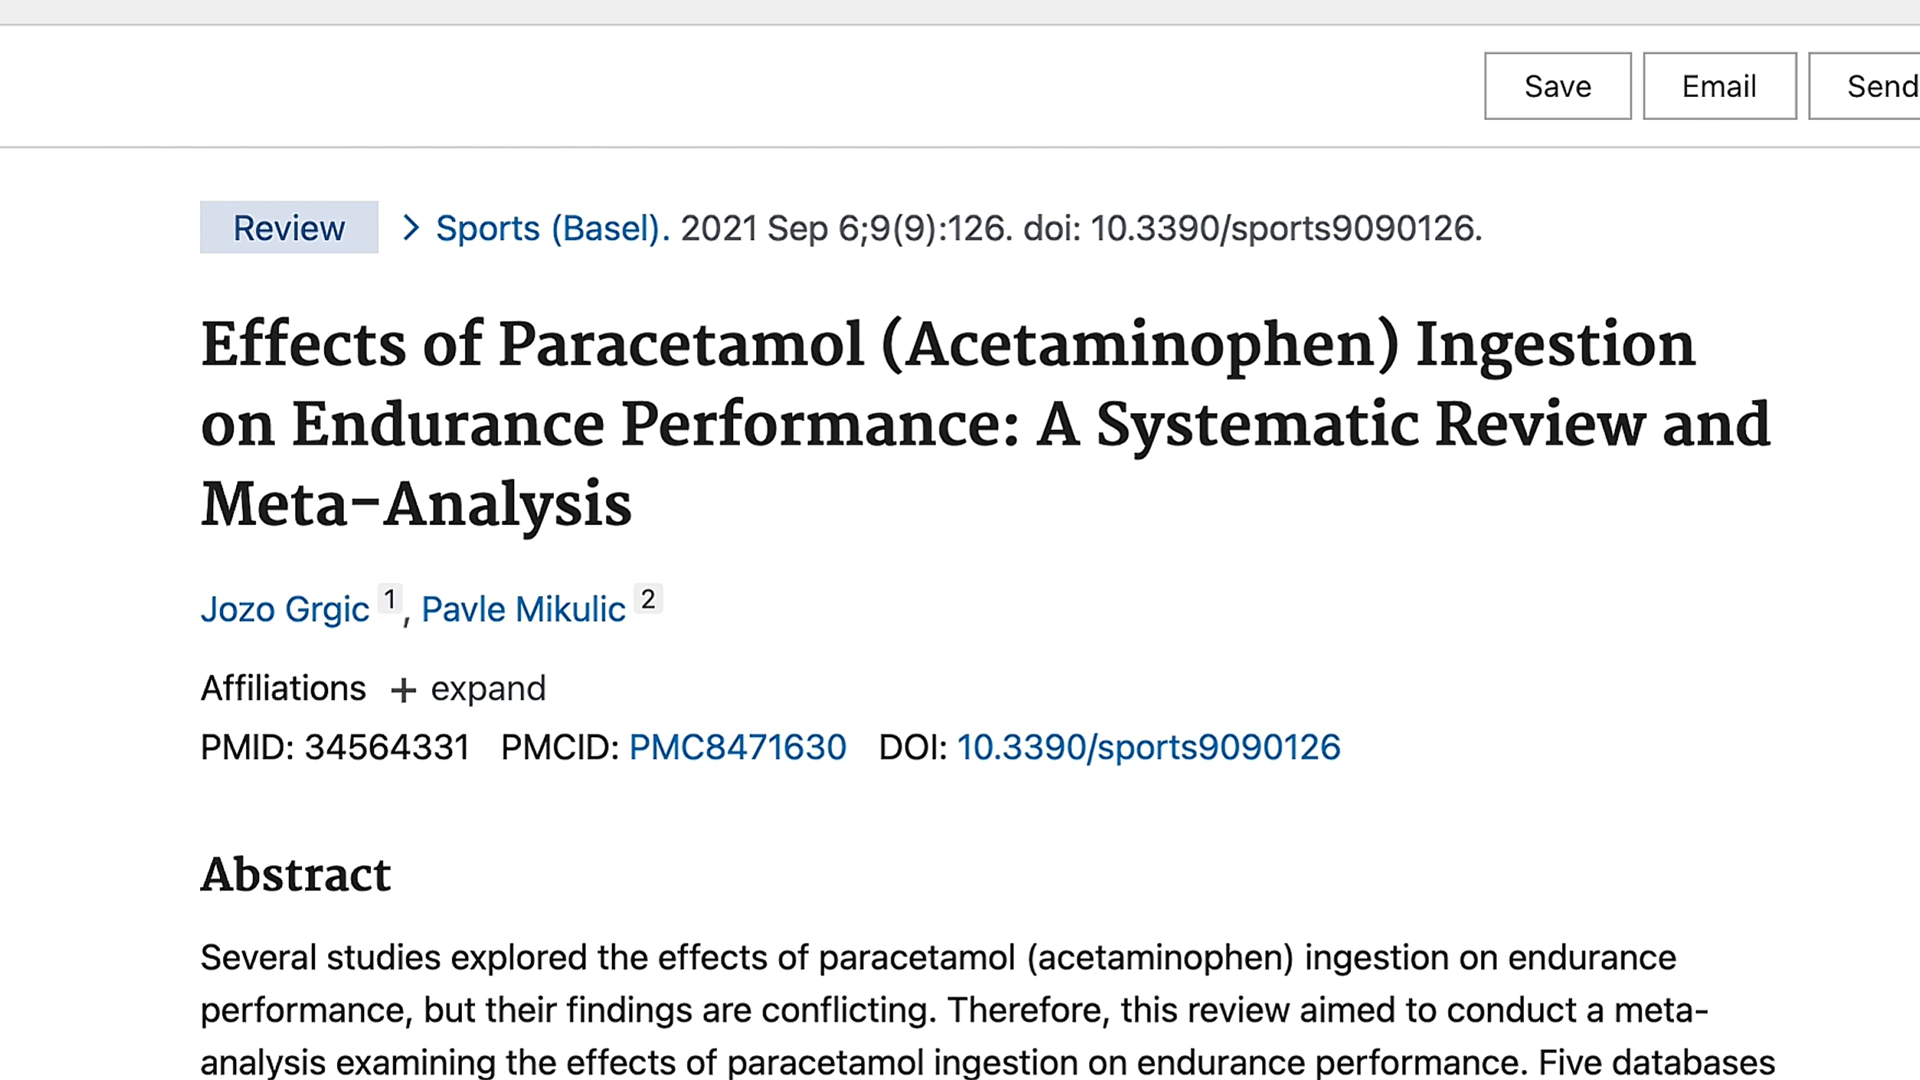 Save Email Send
Review > Sports (Basel). 2021 Sep 6;9(9):126. doi: 10.3390/sports9090126.
Effects of Paracetamol (Acetaminophen) Ingestion
on Endurance Performance: A Systematic Review and
Meta-Analysis
Jozo Grgic 1, Pavle Mikulic 2
Affiliations + expand
PMID: 34564331 PMCID: PMC8471630 DOI: 10.3390/sports9090126
Abstract
Several studies explored the effects of paracetamol (acetaminophen) ingestion on endurance
performance, but their findings are conflicting. Therefore, this review aimed to conduct a meta-
analysis examining the effects of paracetamol ingestion on endurance performance. Five databases